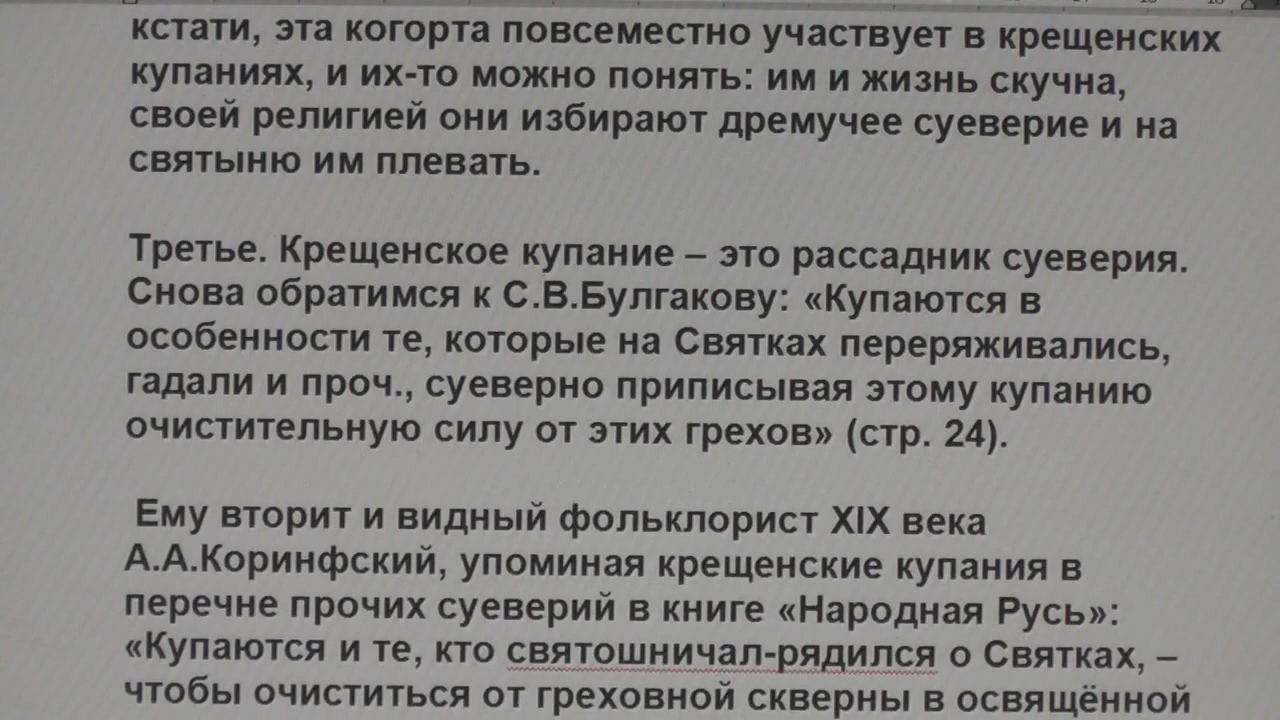 кстати, эта когорта повсеместно участвует в крещенских
купаниях, и их-то можно понять: им и жизнь скучна,
своей религией они избирают дремучее суеверие и на
святыню им плевать.
Третье. Крещенское купание – это рассадник суеверия.
Снова обратимся к С.В.Булгакову: «Купаются в
особенности те, которые на Святках переряживались,
гадали и проч., суеверно приписывая этому купанию
очистительную силу от этих грехов» (стр. 24).
Ему вторит и видный фольклорист XIX века
А.А.Коринфский, упоминая крещенские купания в
перечне прочих суеверий в книге «Народная Русь»:
«Купаются и те, кто святошничал-рядился о Святках, –
чтобы очиститься от греховной скверны в освящённой